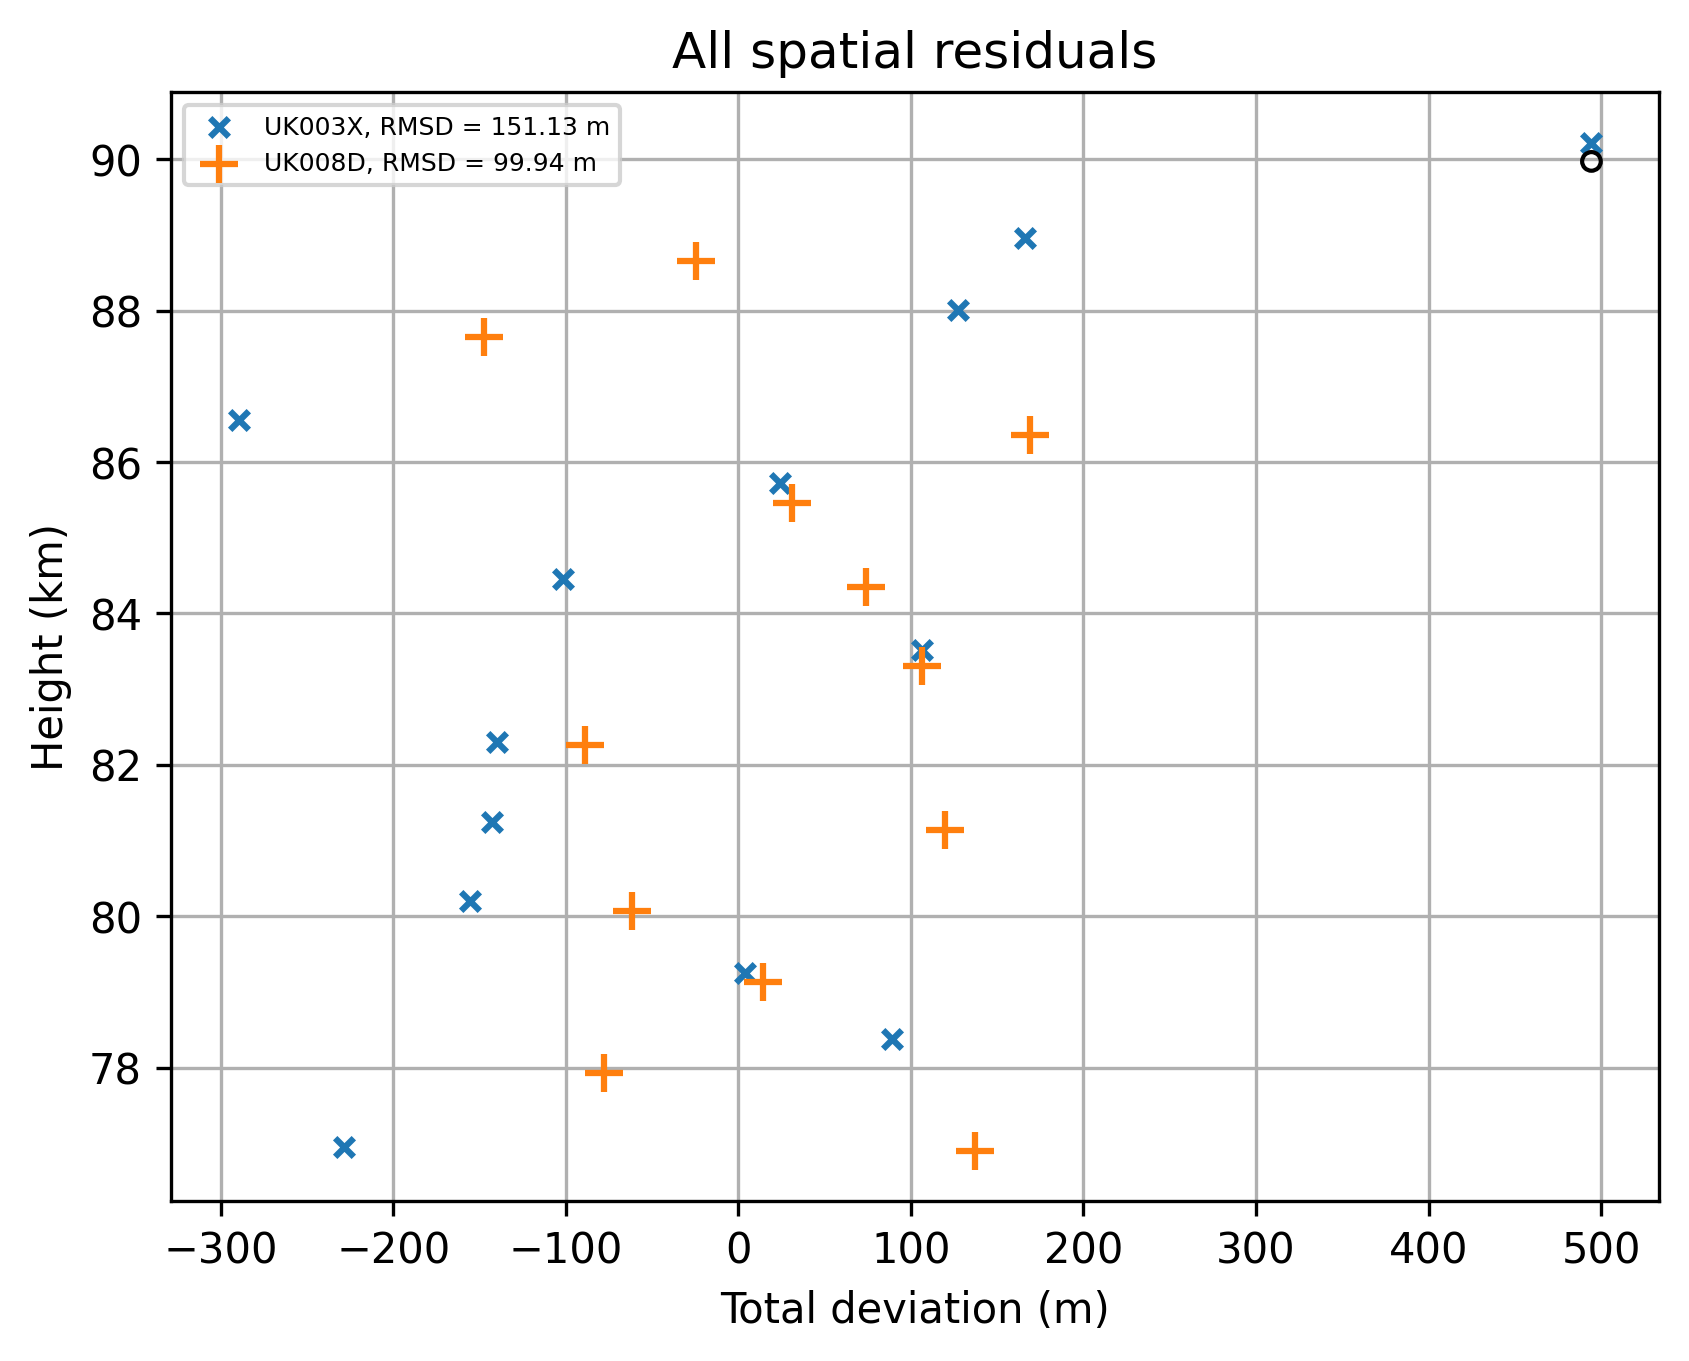 All spatial residuals
UK003X, RMSD = 151.13 m
UK008D, RMSD = 99.94 m
90
88
86
84
82
80
78
Height (km)
−300 −200 −100 0 100 200 300 400 500
Total deviation (m)